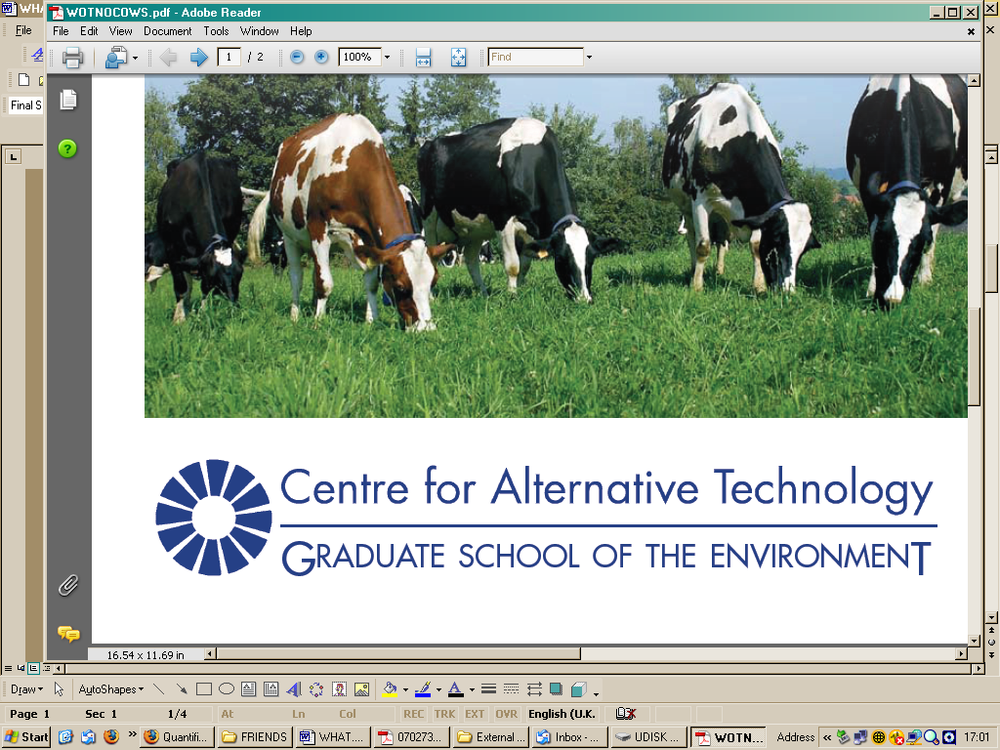 WHA
WOTNOCOWS.pdf - Adobe Reader
File
File Edit View Document Tools Window Help
1 / 2 100% Find
Final S
Centre for Alternative Technology
GRADUATE SCHOOL OF THE ENVIRONMENT
16.54 x 11.69 in
Draw AutoShapes
Page 1 Sec 1 1/4 At Ln Col REC TRK EXT OVR English (U.K.
Start Quantifi... FRIENDS WHAT.... 070273... External ... Inbox - ... UDISK ... WOTN... Address 17:01